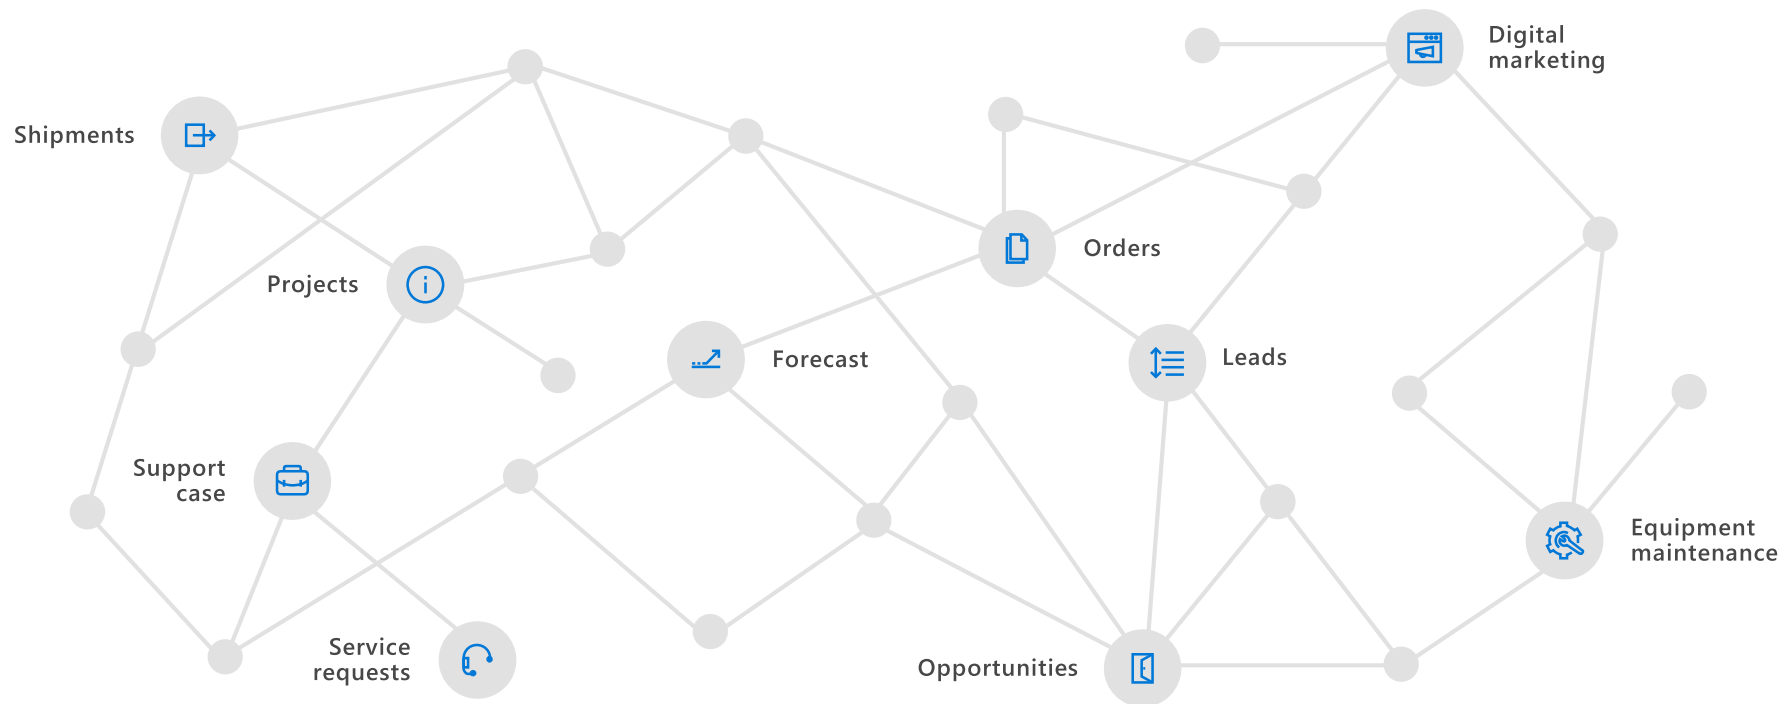 Digital
marketing
Shipments
Orders
Projects
Forecast
Leads
Support
case
Equipment
maintenance
Service
requests
Opportunities